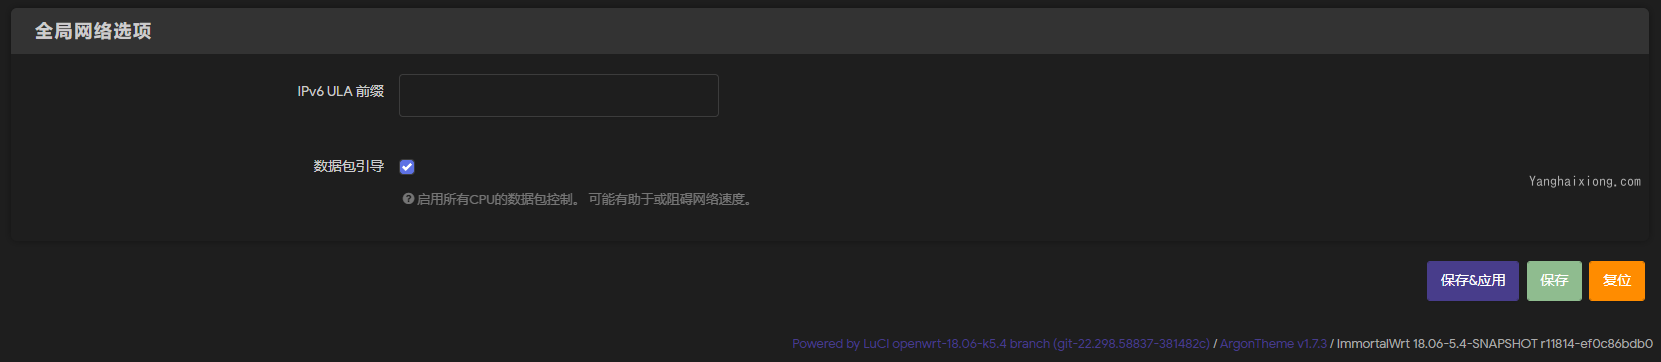 全局网络选项
IPv6 ULA 前缀
数据包引导
启用所有CPU的数据包控制。 可能有助于或阻碍网络速度。
Yanghaixiong.com
保存&应用 保存 复位
Powered by LuCI openwrt-18.06-k5.4 branch (git-22.298.58837-381482c) / ArgonTheme v1.7.3 / ImmortalWrt 18.06-5.4-SNAPSHOT r11814-ef0c86bdb0